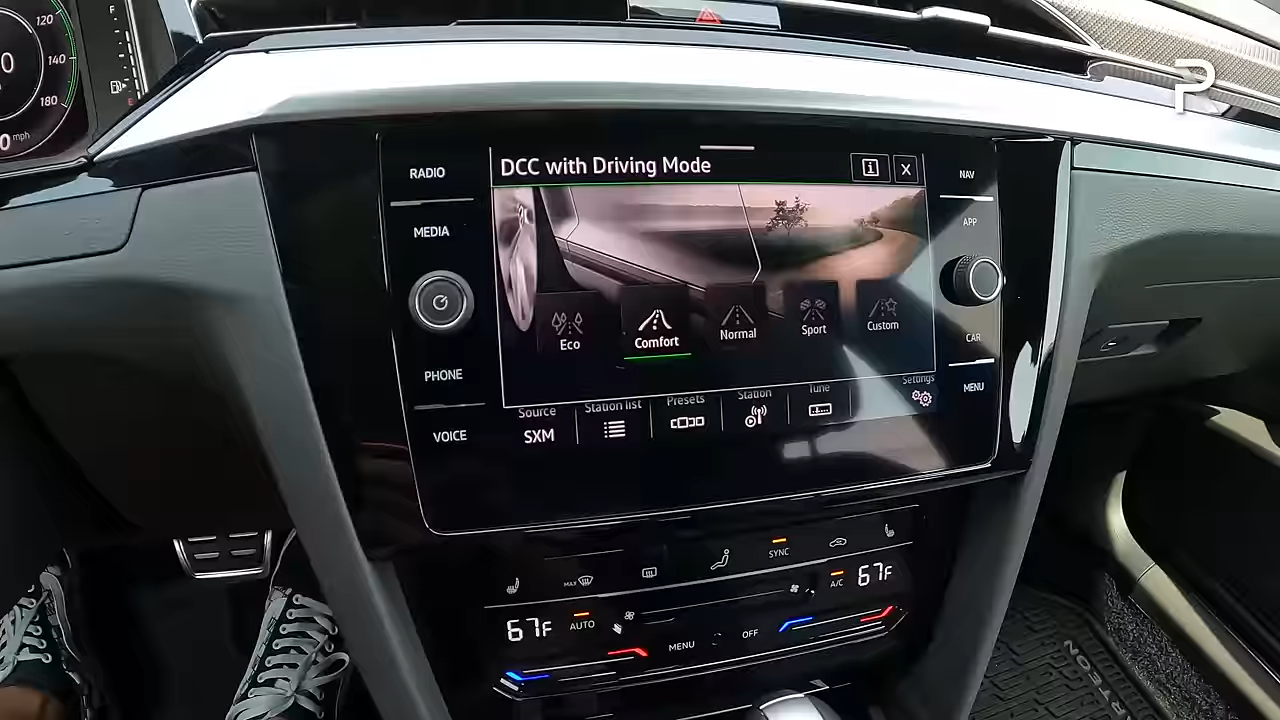 120
140
180
mph
F
E
P
DCC with Driving Mode
i
X
RADIO
MEDIA
PHONE
VOICE
NAV
APP
CAR
MENU
Eco
Comfort
Normal
Sport
Custom
Source
Station list
Presets
Station
Tune
Settings
SXM
MAX
SYNC
A/C
67F
67F
AUTO
MENU
OFF
RTEON